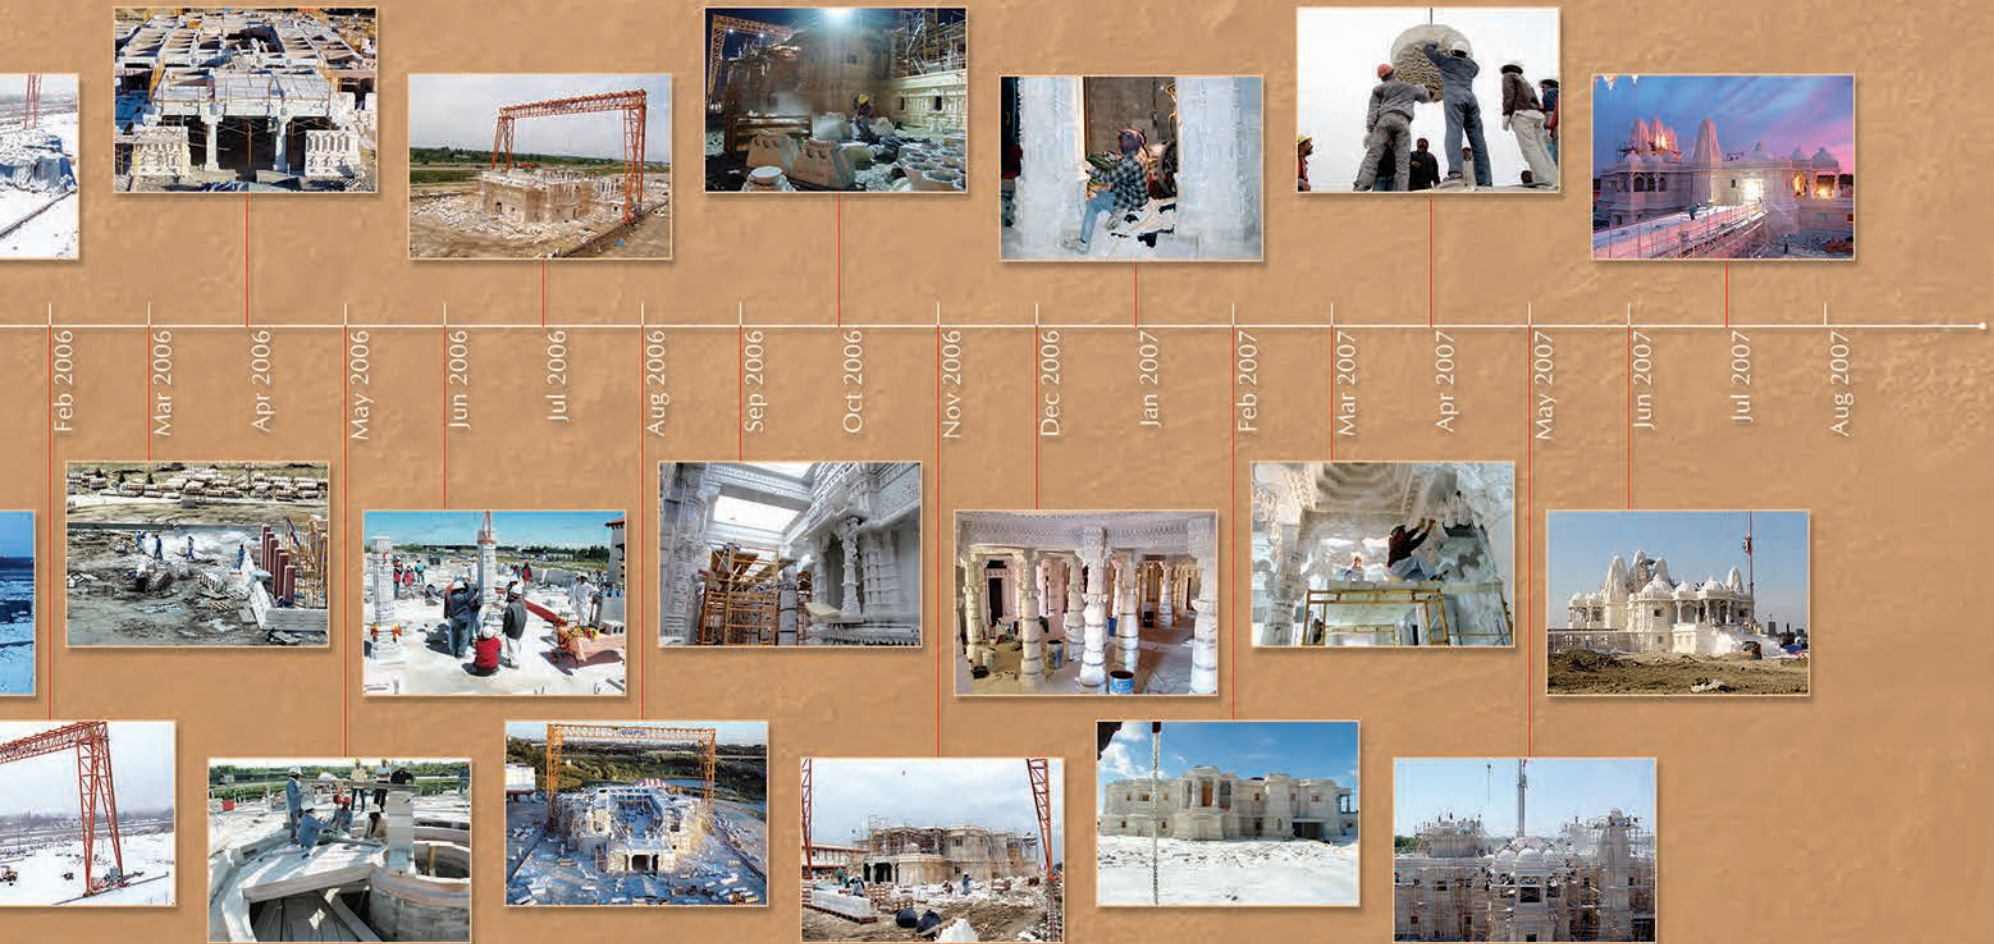 Feb 2006
Mar 2006
Apr 2006
May 2006
Jun 2006
Jul 2006
Aug 2006
Sep 2006
Oct 2006
Nov 2006
Dec 2006
Jan 2007
Feb 2007
Mar 2007
Apr 2007
May 2007
Jun 2007
Jul 2007
Aug 2007